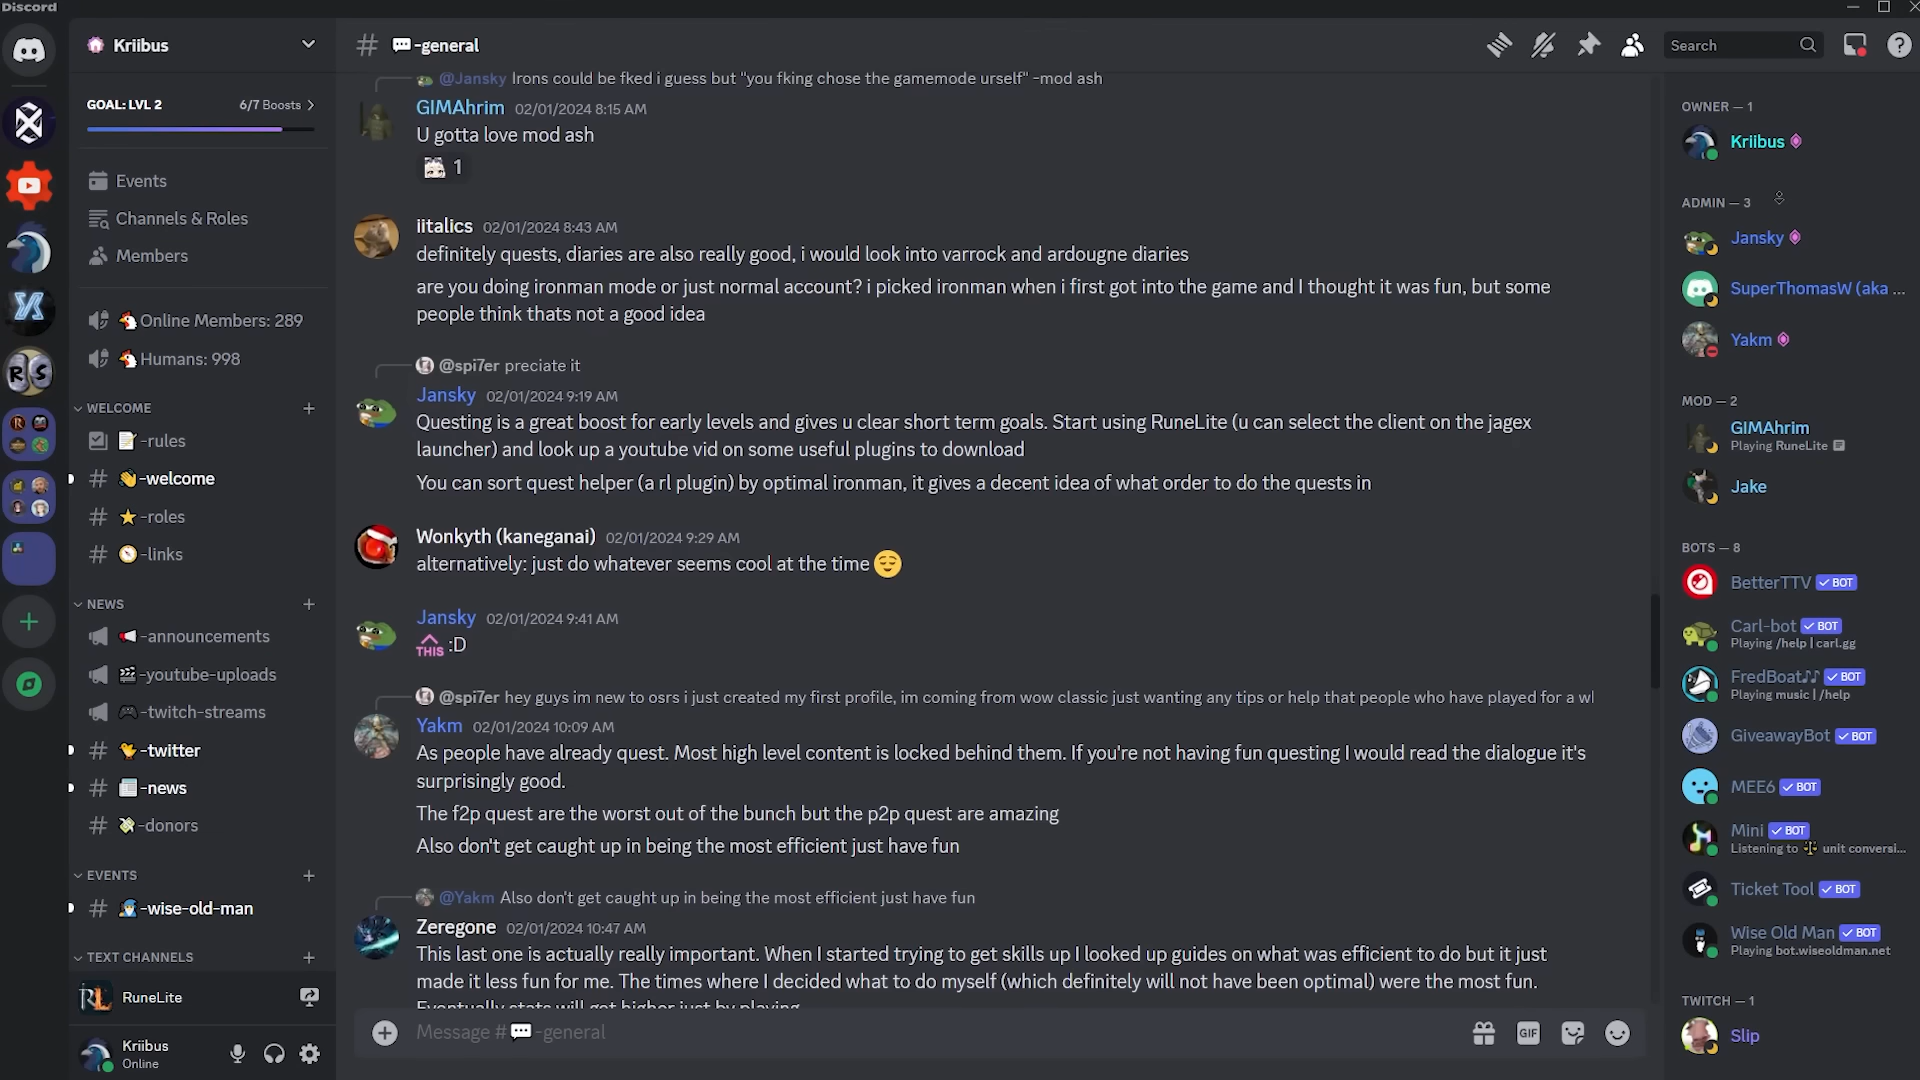 Discord
Kriibus
GOAL: LVL 2 6/7 Boosts
Events
Channels & Roles
Members
Online Members: 289
Humans: 998
WELCOME
-rules
-welcome
-roles
-links
NEWS
-announcements
-youtube-uploads
-twitch-streams
-twitter
-news
-donors
EVENTS
-wise-old-man
TEXT CHANNELS
RuneLite
Kriibus
Online
-general
Search
@Jansky Irons could be fked i guess but "you fking chose the gamemode urself" -mod ash
GIMAhrim 02/01/2024 8:15 AM
U gotta love mod ash
1
iitalics 02/01/2024 8:43 AM
definitely quests, diaries are also really good, i would look into varrock and ardougne diaries
are you doing ironman mode or just normal account? i picked ironman when i first got into the game and I thought it was fun, but some
people think thats not a good idea
@spi7er preciate it
Jansky 02/01/2024 9:19 AM
Questing is a great boost for early levels and gives u clear short term goals. Start using RuneLite (u can select the client on the jagex
launcher) and look up a youtube vid on some useful plugins to download
You can sort quest helper (a rl plugin) by optimal ironman, it gives a decent idea of what order to do the quests in
Wonkyth (kaneganai) 02/01/2024 9:29 AM
alternatively: just do whatever seems cool at the time
Jansky 02/01/2024 9:41 AM
THIS :D
@spi7er hey guys im new to osrs i just created my first profile, im coming from wow classic just wanting any tips or help that people who have played for a wl
Yakm 02/01/2024 10:09 AM
As people have already quest. Most high level content is locked behind them. If you're not having fun questing I would read the dialogue it's
surprisingly good.
The f2p quest are the worst out of the bunch but the p2p quest are amazing
Also don't get caught up in being the most efficient just have fun
@Yakm Also don't get caught up in being the most efficient just have fun
Zeregone 02/01/2024 10:47 AM
This last one is actually really important. When I started trying to get skills up I looked up guides on what was efficient to do but it just
made it less fun for me. The times where I decided what to do myself (which definitely will not have been optimal) were the most fun.
Eventually stats will get higher just by playing
Message # -general
GIF
OWNER — 1
Kriibus
ADMIN — 3
Jansky
SuperThomasW (aka ...
Yakm
MOD — 2
GIMAhrim
Playing RuneLite
Jake
BOTS — 8
BetterTTV BOT
Carl-bot BOT
Playing /help | carl.gg
FredBoat♪♪ BOT
Playing music | /help
GiveawayBot BOT
MEE6 BOT
Mini BOT
Listening to unit conversi...
Ticket Tool BOT
Wise Old Man BOT
Playing bot.wiseoldman.net
TWITCH — 1
Slip